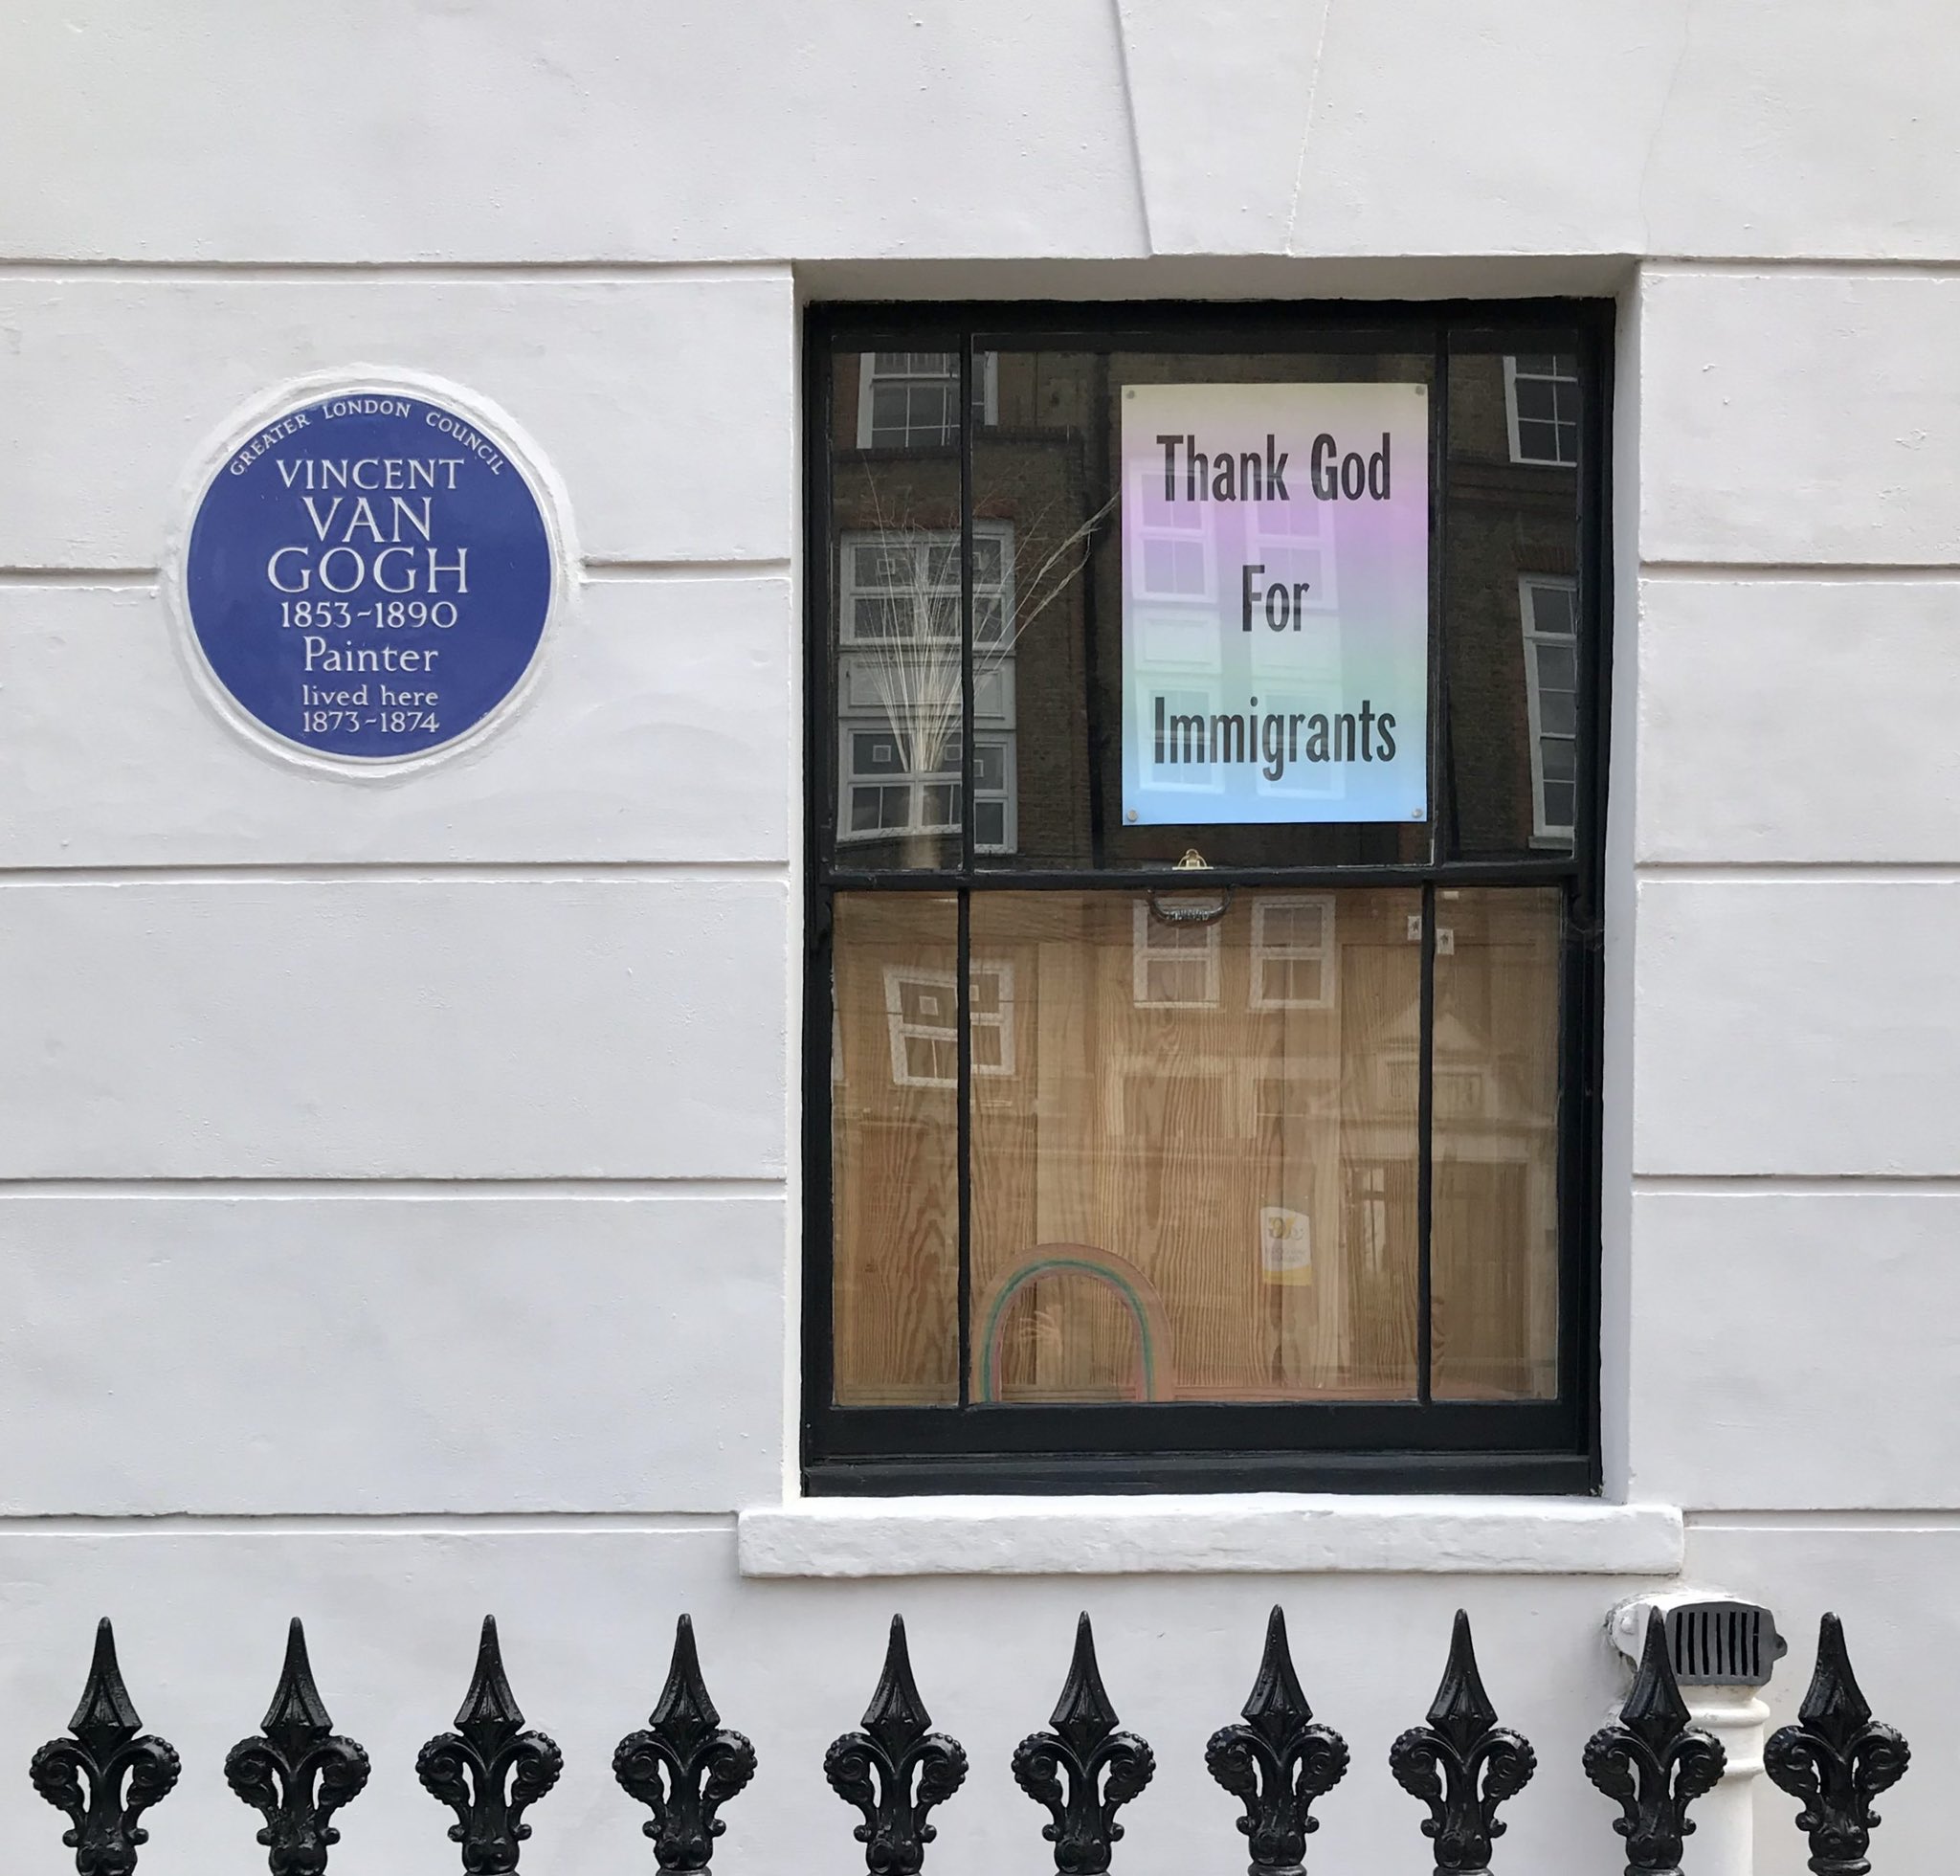 GREATER LONDON COUNCIL
VINCENT
VAN
GOGH
1853~1890
Painter
lived here
1873~1874
Thank God
For
Immigrants